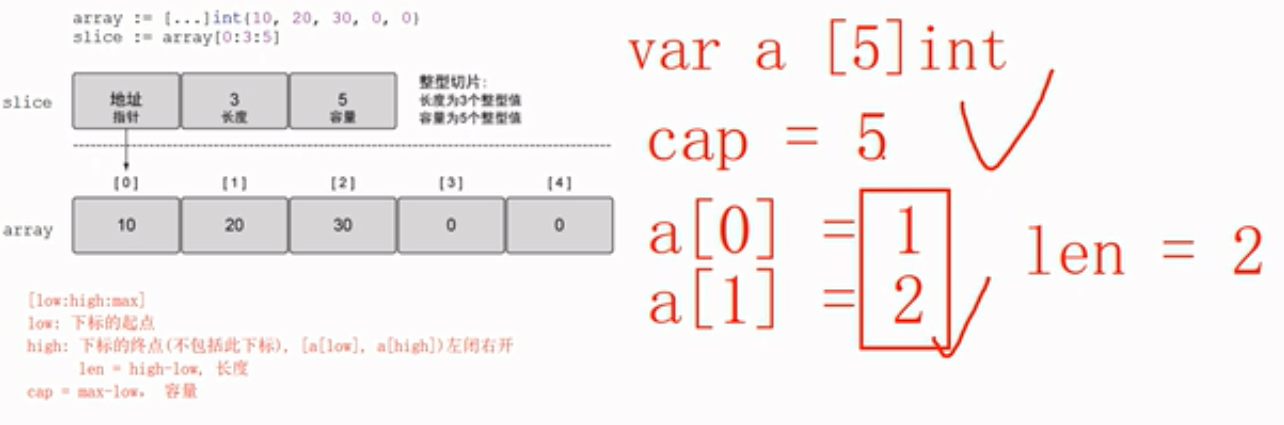 array := [...]int{10, 20, 30, 0, 0}
slice := array[0:3:5]
slice
地址
指针
3
长度
5
容量
整型切片:
长度为3个整型值
容量为5个整型值
[0] [1] [2] [3] [4]
array
10 20 30 0 0
[low:high:max]
low: 下标的起点
high: 下标的终点(不包括此下标), [a[low], a[high])左闭右开
len = high-low, 长度
cap = max-low, 容量
var a [5]int
cap = 5
a[0] = 1
a[1] = 2
len = 2